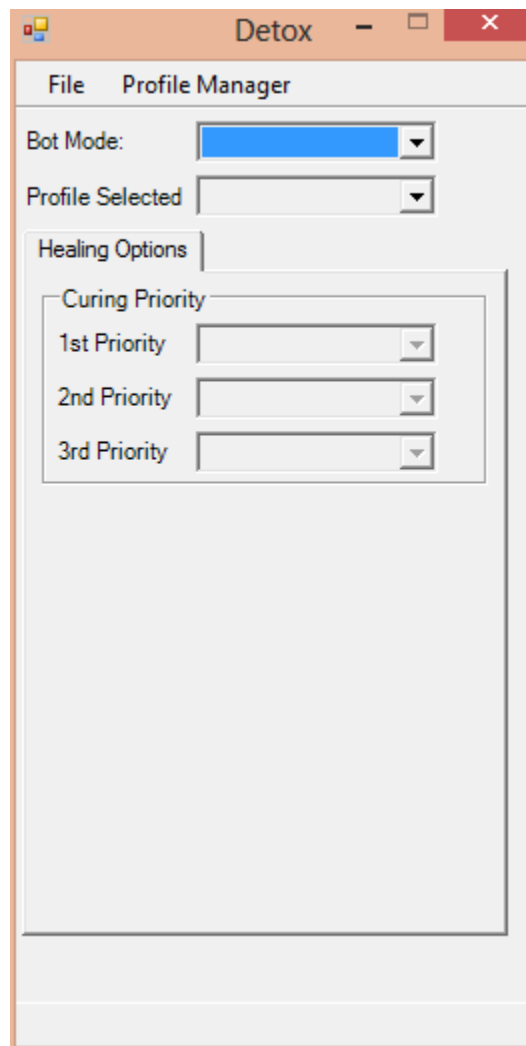 Detox
File Profile Manager
Bot Mode:
Profile Selected
Healing Options
Curing Priority
1st Priority
2nd Priority
3rd Priority